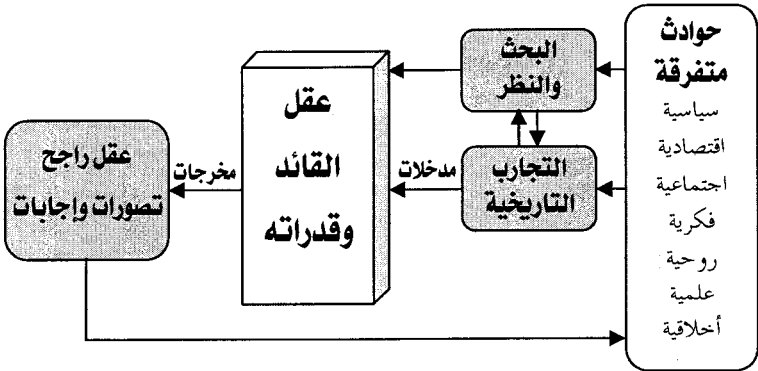 حوادث
متفرقة
سياسية
اقتصادية
اجتماعية
فكرية
روحية
علمية
أخلاقية
البحث
والنظر
التجارب
التاريخية
مدخلات
عقل
القائد
وقدراته
مخرجات
عقل راجح
تصورات وإجابات